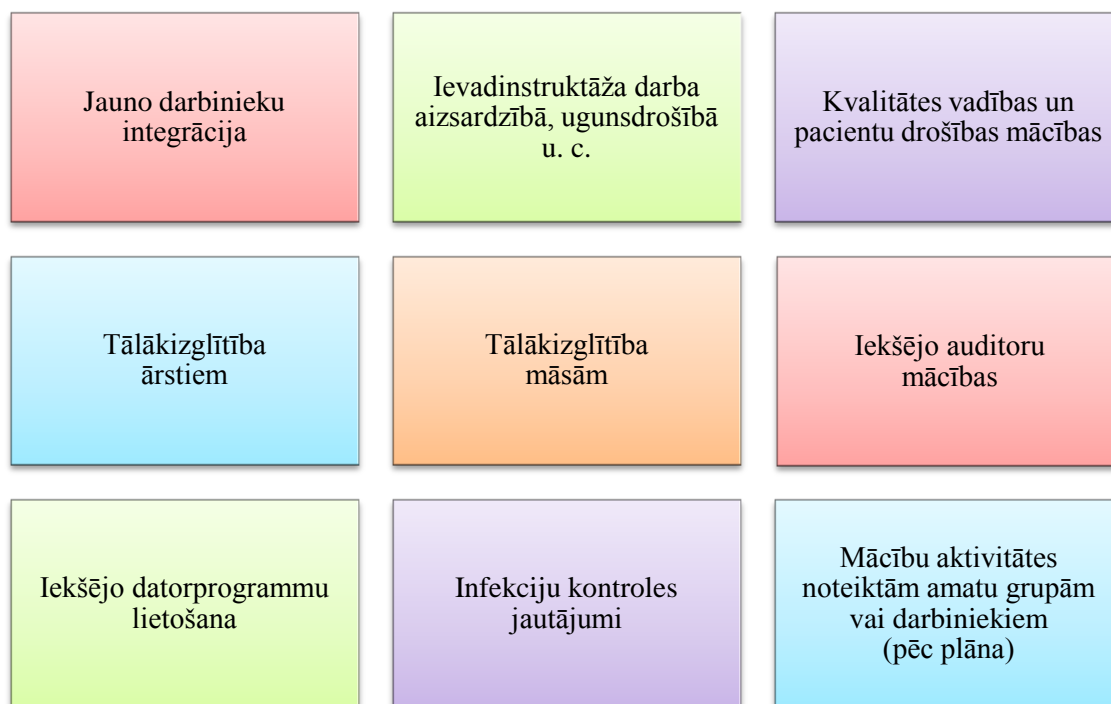 Jauno darbinieku
integrācija
Ievadinstruktāža darba
aizsardzībā, ugunsdrošībā
u. c.
Kvalitātes vadības un
pacientu drošības mācības
Tālākizglītība
ārstiem
Tālākizglītība
māsām
Iekšējo auditoru
mācības
Iekšējo datorprogrammu
lietošana
Infekciju kontroles
jautājumi
Mācību aktivitātes
noteiktām amatu grupām
vai darbiniekiem
(pēc plāna)